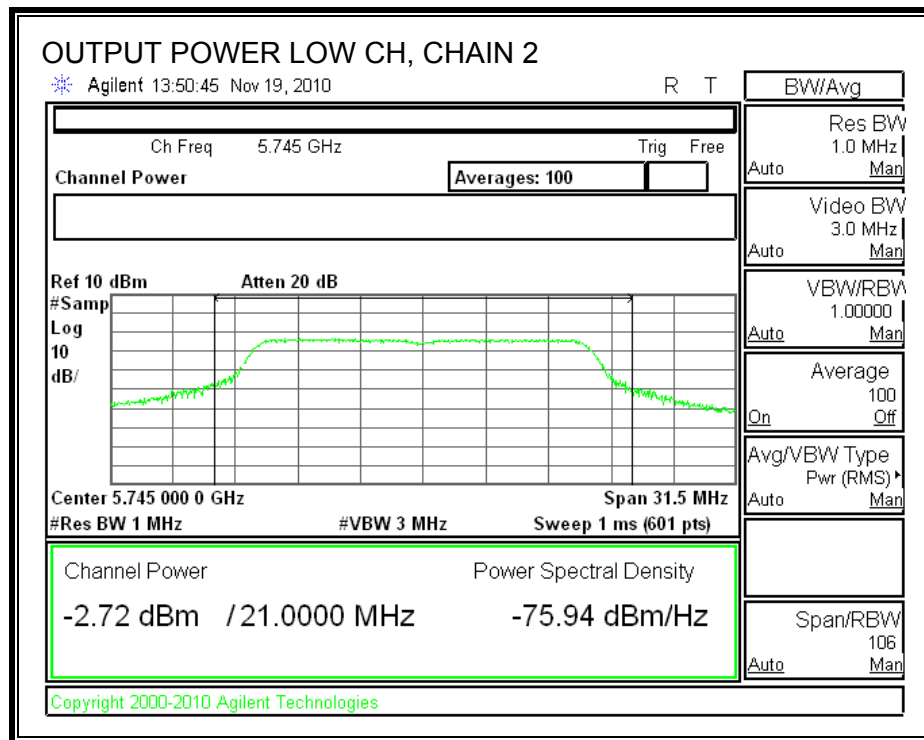 OUTPUT POWER LOW CH, CHAIN 2
Agilent 13:50:45 Nov 19, 2010 R T
Ch Freq 5.745 GHz Trig Free
Channel Power Averages: 100
Ref 10 dBm Atten 20 dB
#Samp
Log
10
dB/
Center 5.745 000 0 GHz Span 31.5 MHz
#Res BW 1 MHz #VBW 3 MHz Sweep 1 ms (601 pts)
Channel Power Power Spectral Density
-2.72 dBm / 21.0000 MHz -75.94 dBm/Hz
Copyright 2000-2010 Agilent Technologies
BW/Avg
Res BW
1.0 MHz
Auto Man
Video BW
3.0 MHz
Auto Man
VBW/RBW
1.00000
Auto Man
Average
100
On Off
Avg/VBW Type
Pwr (RMS)
Auto Man
Span/RBW
106
Auto Man